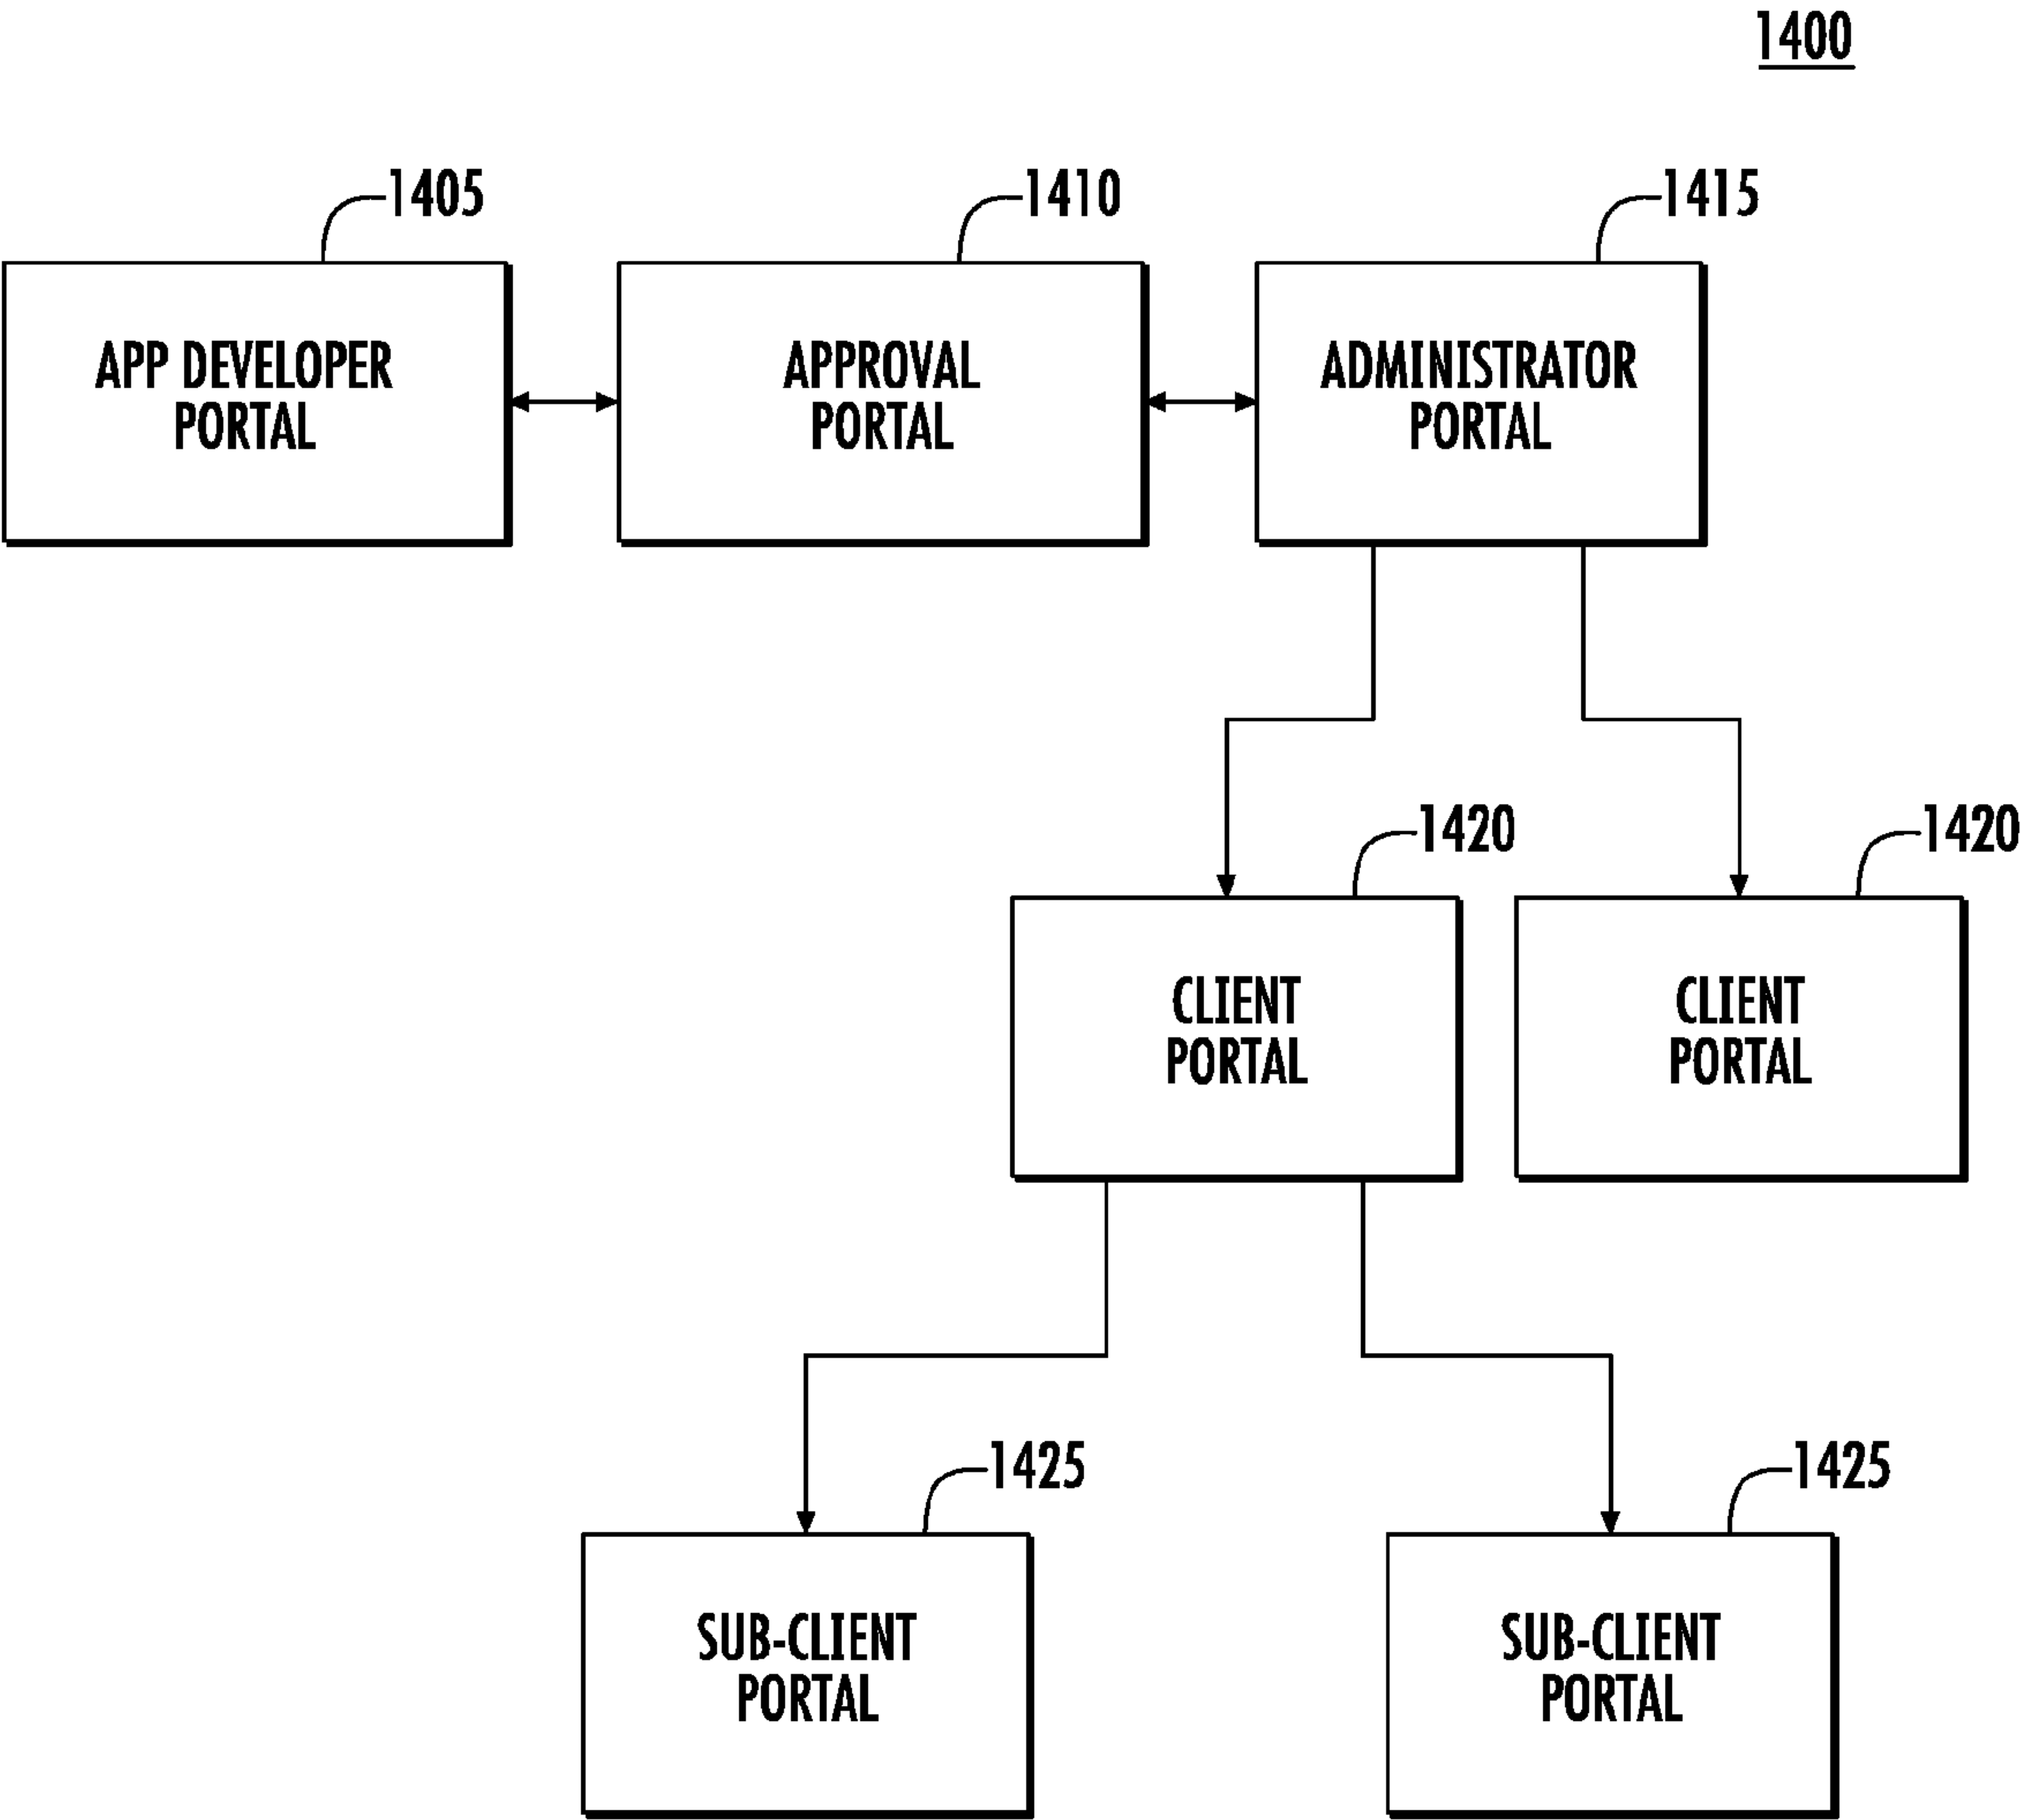 1400
1405
1410
1415
APP DEVELOPER
PORTAL
APPROVAL
PORTAL
ADMINISTRATOR
PORTAL
1420
1420
CLIENT
PORTAL
CLIENT
PORTAL
1425
1425
SUB-CLIENT
PORTAL
SUB-CLIENT
PORTAL